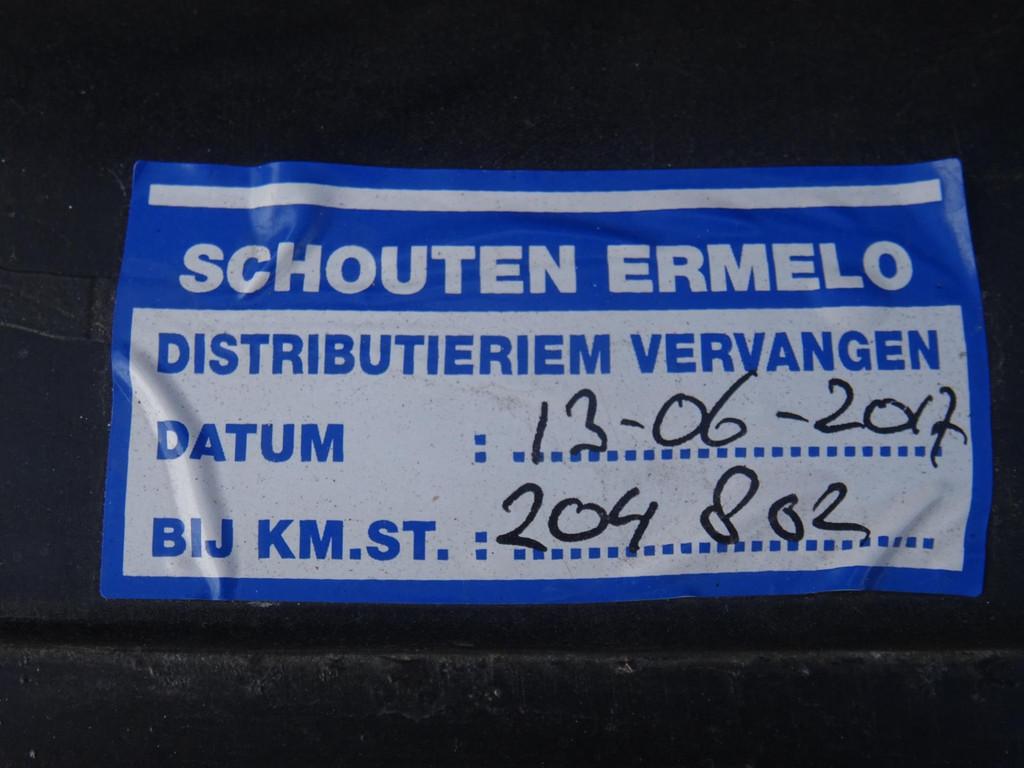 SCHOUTEN ERMELO
DISTRIBUTIERIEM VERVANGEN
DATUM : 13-06-2017
BIJ KM.ST. : 204 802